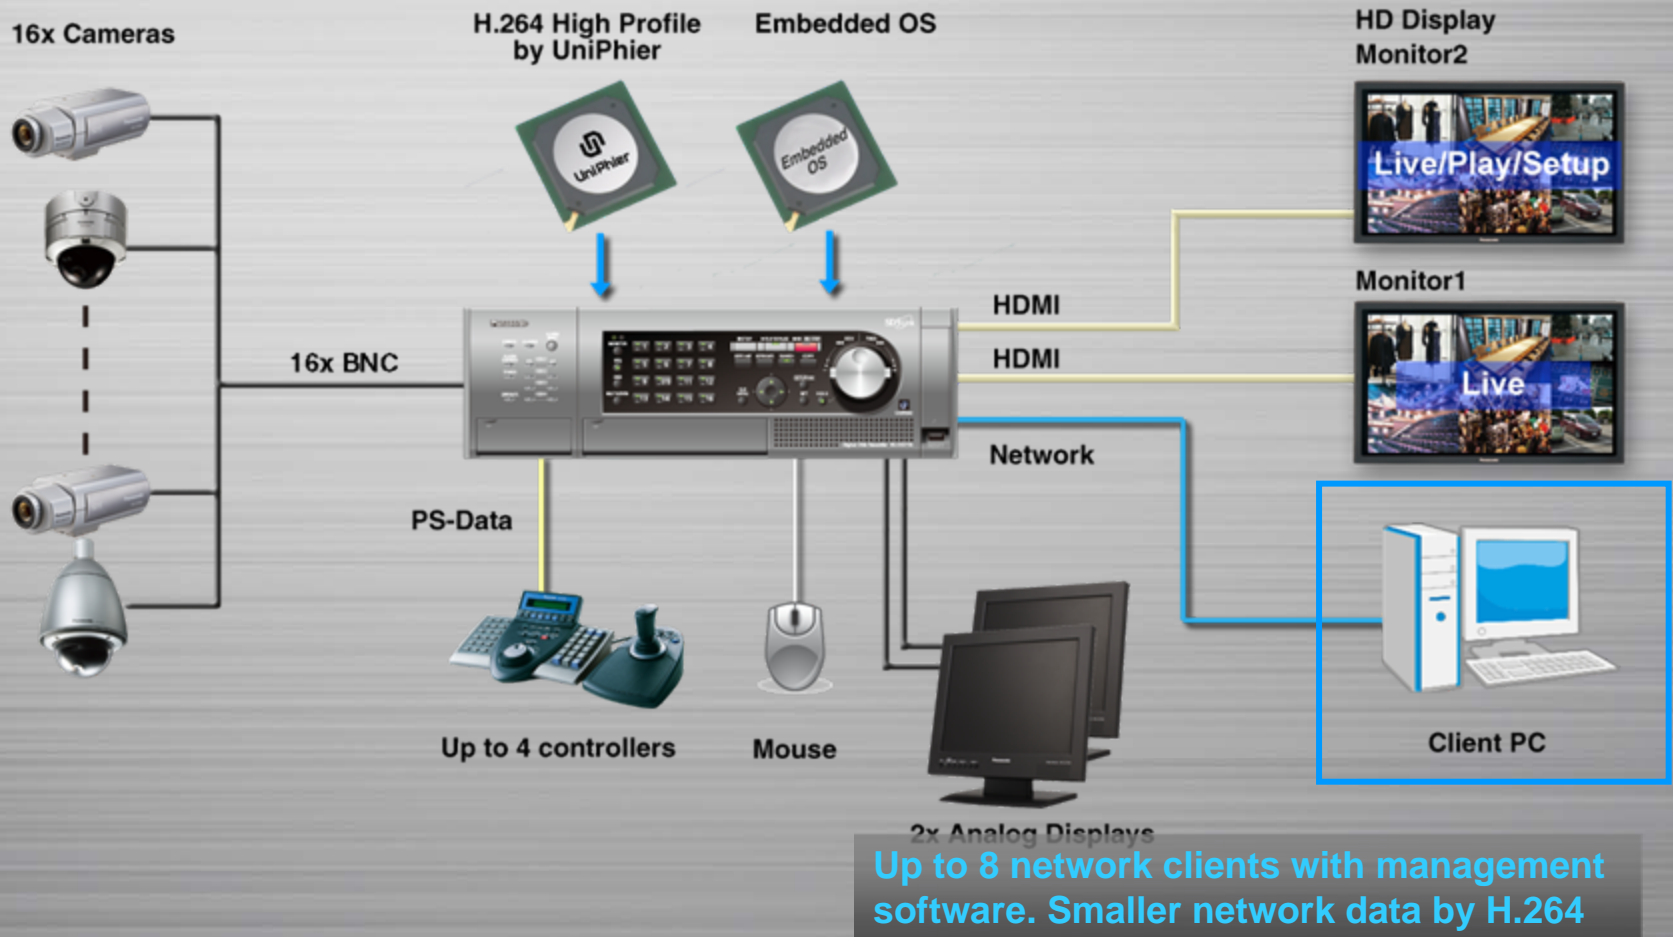 16x Cameras
H.264 High Profile
by UniPhier
Embedded OS
HD Display
Monitor2
UniPhier
Embedded
OS
Live/Play/Setup
HDMI
Monitor1
16x BNC
HDMI
Live
Network
PS-Data
Up to 4 controllers
Mouse
Client PC
2x Analog Displays
Up to 8 network clients with management
software. Smaller network data by H.264